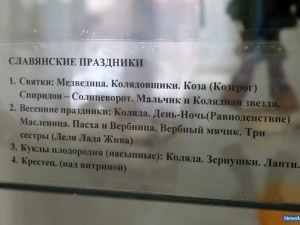 СЛАВЯНСКИЕ ПРАЗДНИКИ
1. Святки: Медведица. Колядовщики. Коза (Козерог)
Спиридон – Солнцеворот. Мальчик и Колядная звезда.
2. Весенние праздники: Коляда. День-Ночь(Равноденствие)
Масленица. Пасха и Вербница. Вербный мячик. Три
сестры (Леля Лада Жива)
3. Куклы плодородия (насыпные): Коляда. Зернушки. Лапти.
4. Крестец. (над витриной)